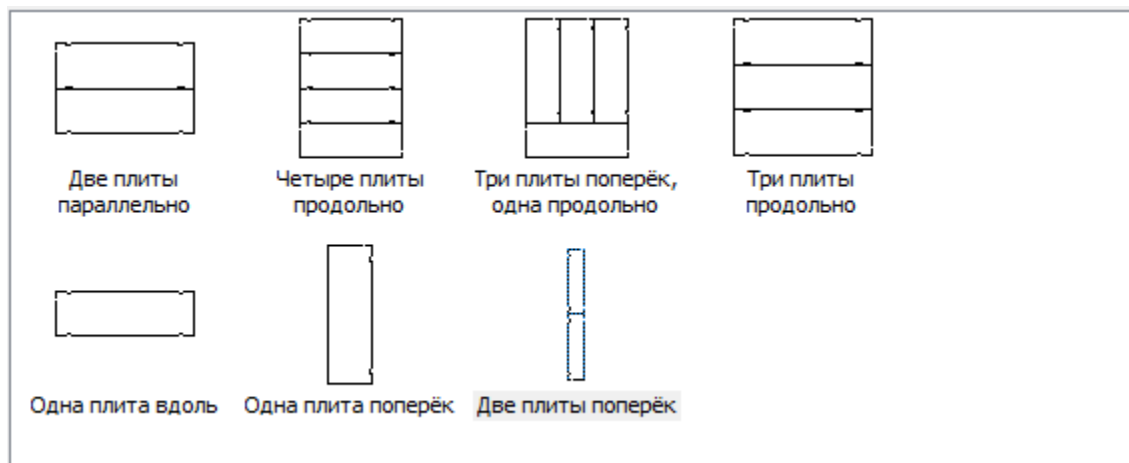 Две плиты
параллельно
Четыре плиты
продольно
Три плиты поперёк,
одна продольно
Три плиты
продольно
Одна плита вдоль
Одна плита поперёк
Две плиты поперёк